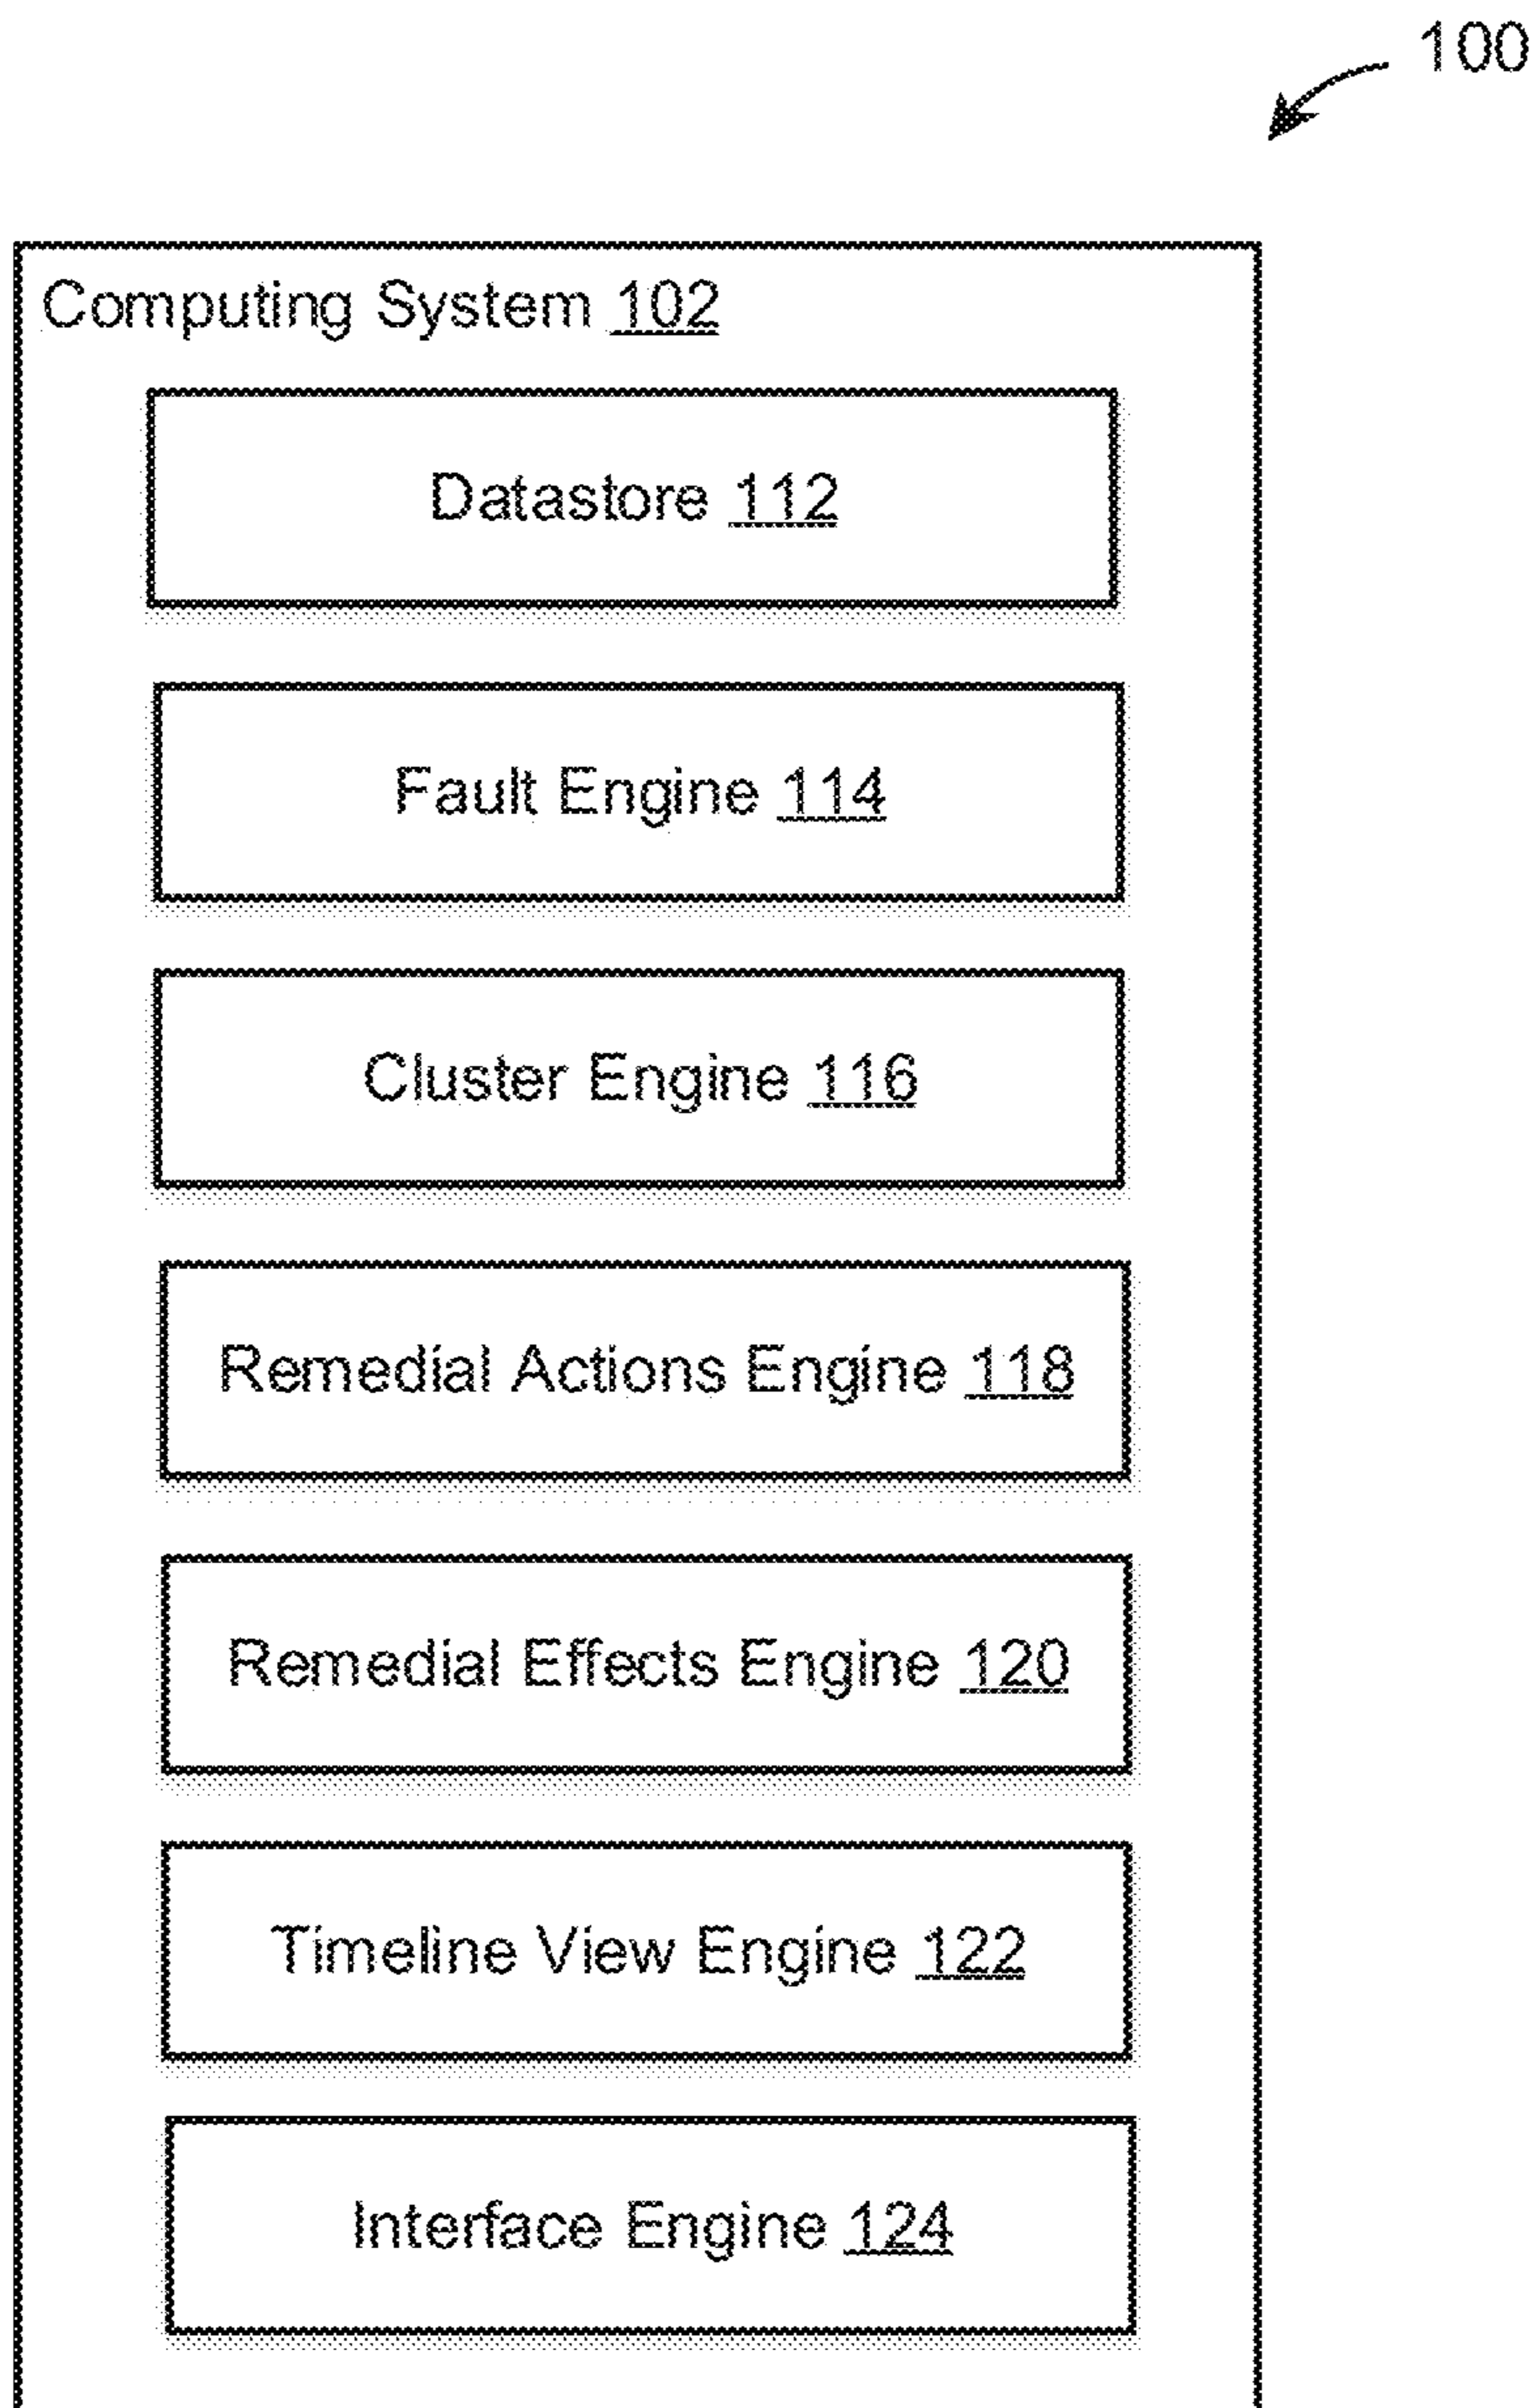 100
Computing System 102
Datastore 112
Fault Engine 114
Cluster Engine 116
Remedial Actions Engine 118
Remedial Effects Engine 120
Timeline View Engine 122
Interface Engine 124